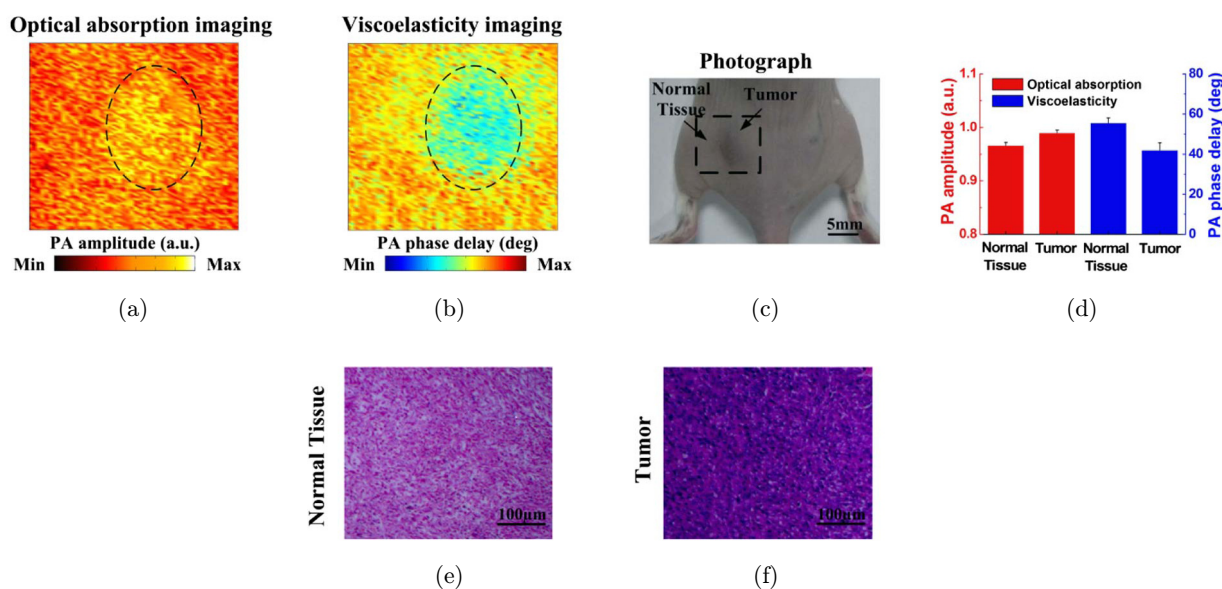 Optical absorption imaging
PA amplitude (a.u.)
Min Max
(a)
Viscoelasticity imaging
PA phase delay (deg)
Min Max
(b)
Photograph
Normal
Tissue
Tumor
5mm
(c)
PA amplitude (a.u.)
1.1
1.0
0.9
0.8
Optical absorption
Viscoelasticity
80
60
40
20
0
PA phase delay (deg)
Normal
Tissue
Tumor
Normal
Tissue
Tumor
(d)
Normal Tissue
100μm
(e)
Tumor
100μm
(f)